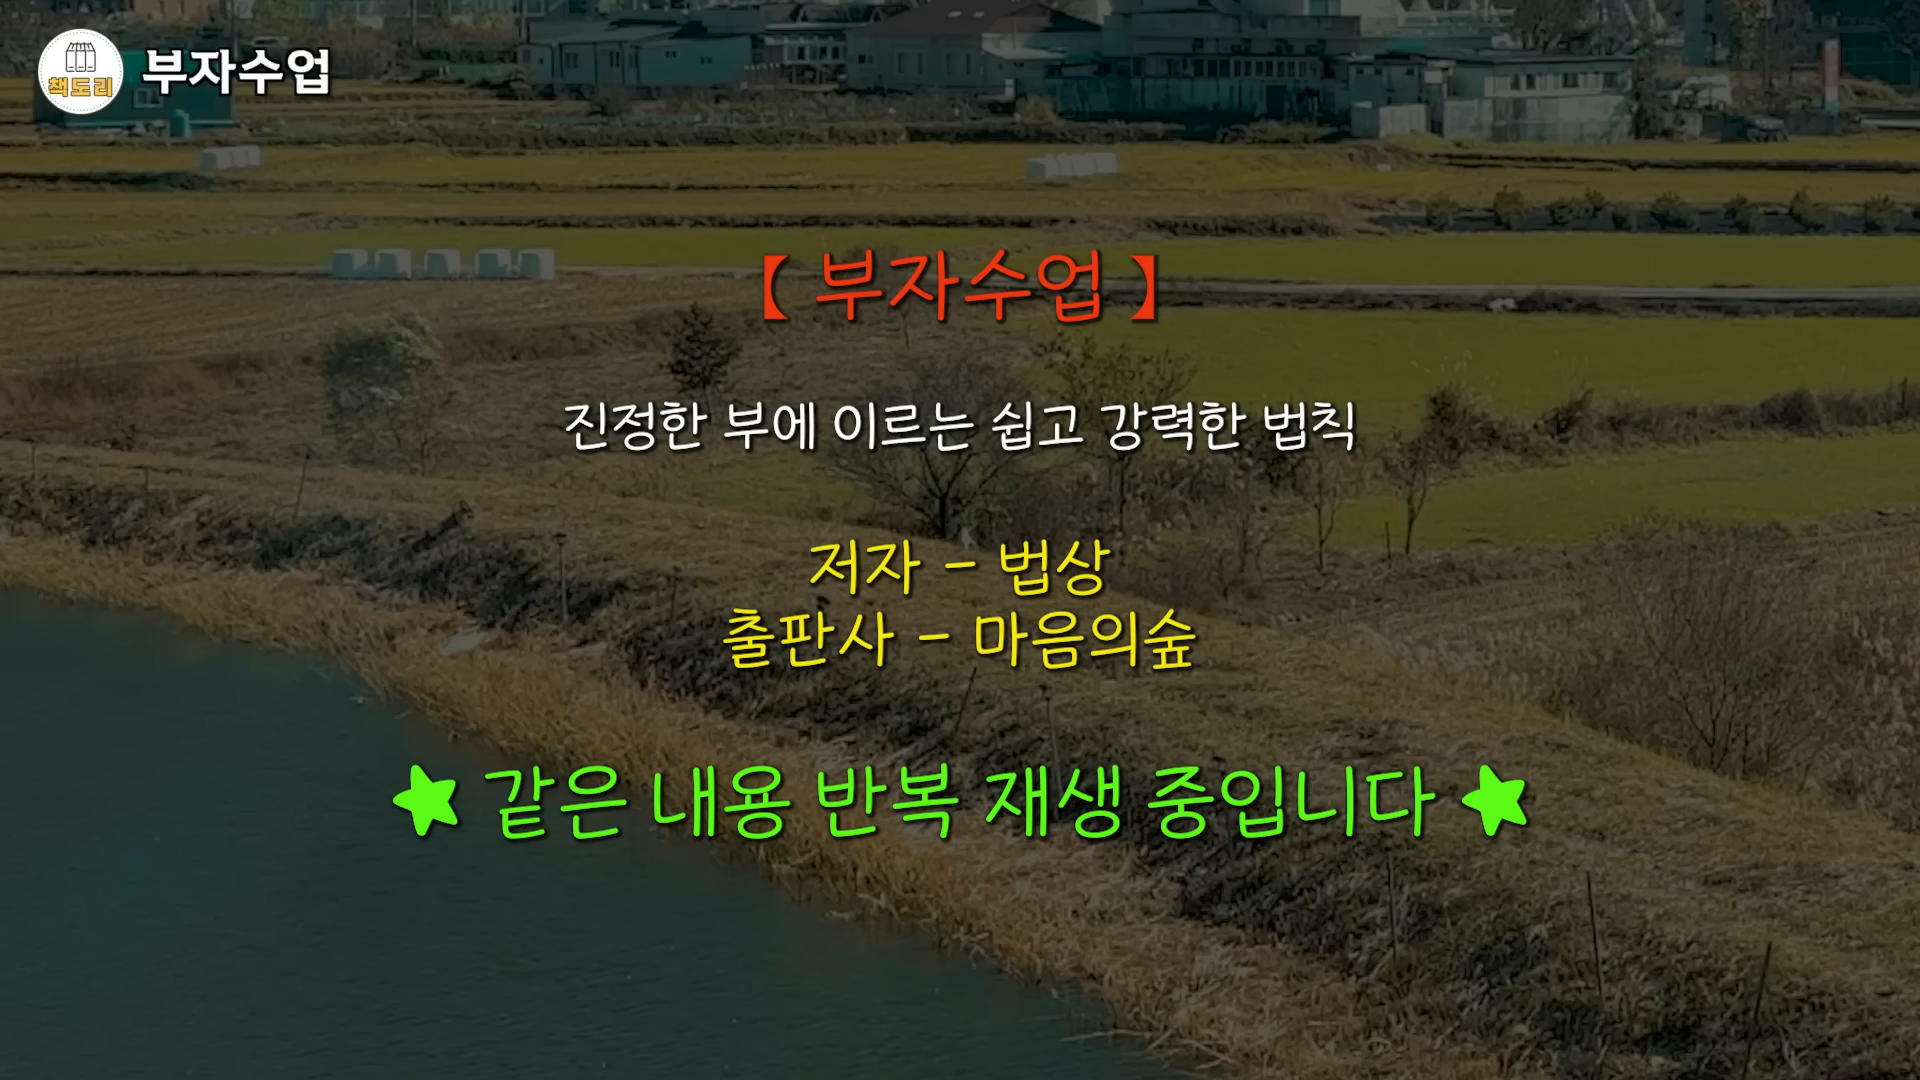 책도리
부자수업
【 부자수업 】
진정한 부에 이르는 쉽고 강력한 법칙
저자 - 법상
출판사 - 마음의숲
★ 같은 내용 반복 재생 중입니다 ★